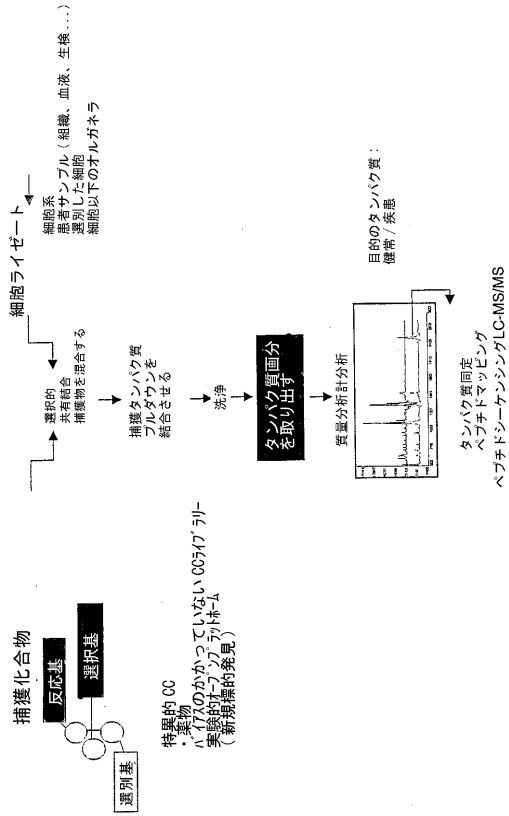 捕獲化合物
反応基
選択基
選別基
特異的 CC
・薬物
バイアスのかかっていない CCライブラリー
実験的オープンプラットホーム
（新規標的発見）
細胞ライゼート
細胞系
患者サンプル（組織、血液、生検...）
選別した細胞
細胞以下のオルガネラ
選択的
共有結合
捕獲物を混合する
捕獲タンパク質
プルダウンを
結合させる
洗浄
タンパク質画分
を取り出す
質量分析計分析
目的のタンパク質：
健常/疾患
タンパク質同定
ペプチドマッピング
ペプチドシーケンシングLC-MS/MS